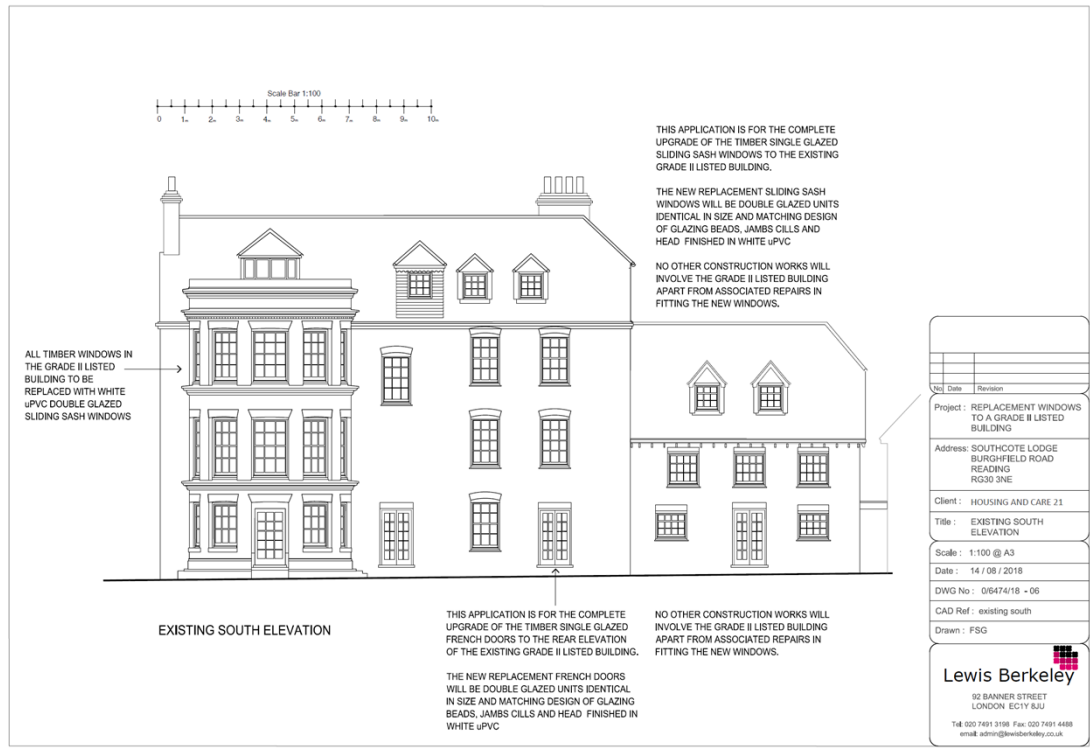 Scale Bar 1:100
0 1m 2m 3m 4m 5m 6m 7m 8m 9m 10m
THIS APPLICATION IS FOR THE COMPLETE
UPGRADE OF THE TIMBER SINGLE GLAZED
SLIDING SASH WINDOWS TO THE EXISTING
GRADE II LISTED BUILDING.
THE NEW REPLACEMENT SLIDING SASH
WINDOWS WILL BE DOUBLE GLAZED UNITS
IDENTICAL IN SIZE AND MATCHING DESIGN
OF GLAZING BEADS, JAMBS CILLS AND
HEAD FINISHED IN WHITE uPVC
NO OTHER CONSTRUCTION WORKS WILL
INVOLVE THE GRADE II LISTED BUILDING
APART FROM ASSOCIATED REPAIRS IN
FITTING THE NEW WINDOWS.
ALL TIMBER WINDOWS IN
THE GRADE II LISTED
BUILDING TO BE
REPLACED WITH WHITE
uPVC DOUBLE GLAZED
SLIDING SASH WINDOWS
EXISTING SOUTH ELEVATION
THIS APPLICATION IS FOR THE COMPLETE
UPGRADE OF THE TIMBER SINGLE GLAZED
FRENCH DOORS TO THE REAR ELEVATION
OF THE EXISTING GRADE II LISTED BUILDING.
THE NEW REPLACEMENT FRENCH DOORS
WILL BE DOUBLE GLAZED UNITS IDENTICAL
IN SIZE AND MATCHING DESIGN OF GLAZING
BEADS, JAMBS CILLS AND HEAD FINISHED IN
WHITE uPVC
NO OTHER CONSTRUCTION WORKS WILL
INVOLVE THE GRADE II LISTED BUILDING
APART FROM ASSOCIATED REPAIRS IN
FITTING THE NEW WINDOWS.
No. Date Revision
Project : REPLACEMENT WINDOWS
TO A GRADE II LISTED
BUILDING
Address: SOUTHCOTE LODGE
BURGHFIELD ROAD
READING
RG30 3NE
Client : HOUSING AND CARE 21
Title : EXISTING SOUTH
ELEVATION
Scale : 1:100 @ A3
Date : 14 / 08 / 2018
DWG No : 0/6474/18 - 06
CAD Ref : existing south
Drawn : FSG
Lewis Berkeley
92 BANNER STREET
LONDON EC1Y 8JU
Tel: 020 7491 3198 Fax: 020 7491 4488
email: admin@lewisberkeley.co.uk